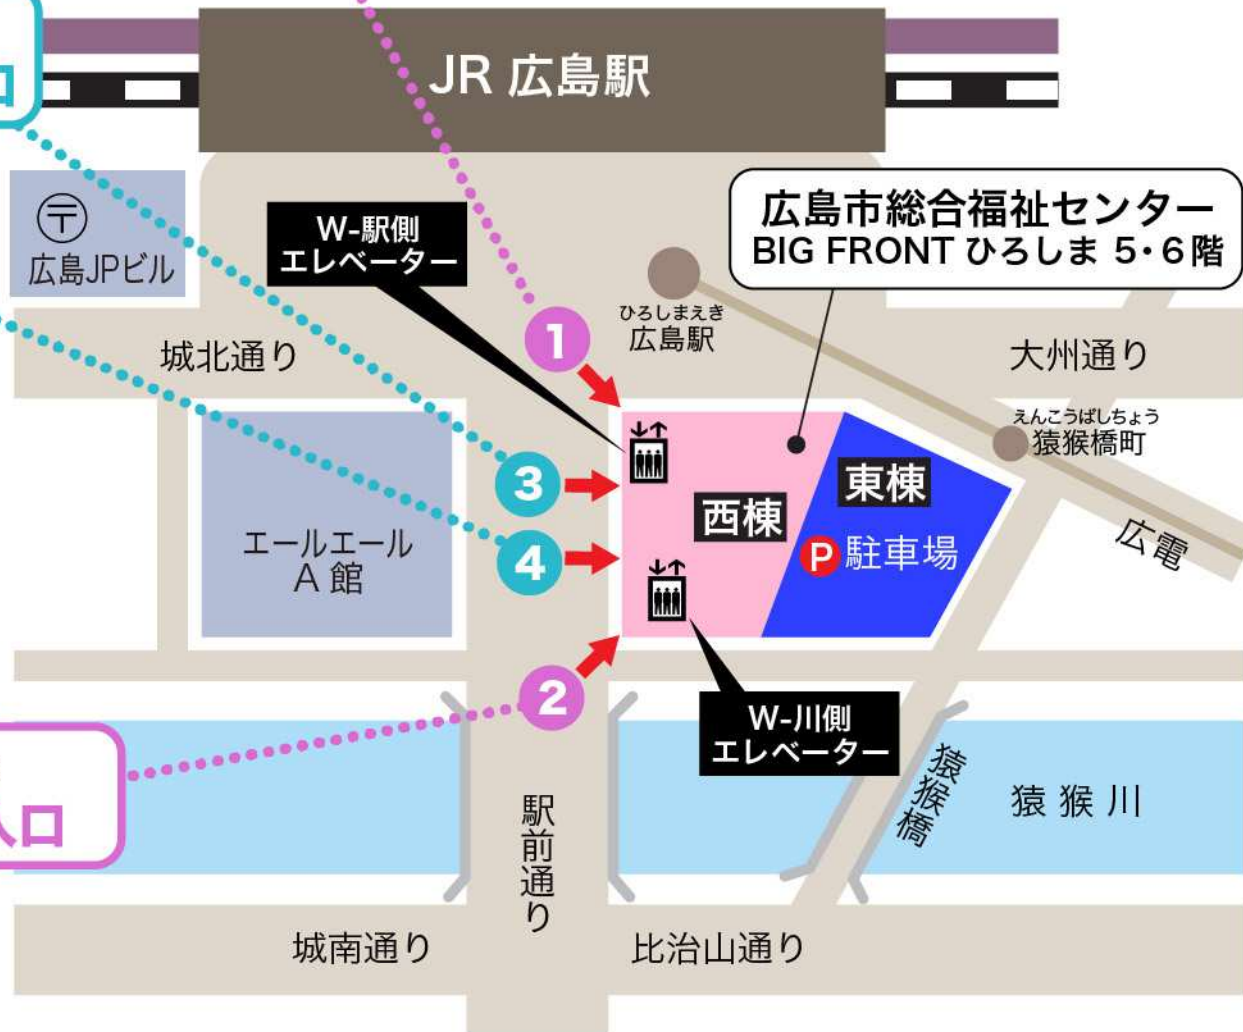 口
JR 広島駅
〒
広島JPビル
W-駅側
エレベーター
広島市総合福祉センター
BIG FRONT ひろしま 5・6階
ひろしまえき
広島駅
1
城北通り
大州通り
えんこうばしちょう
猿猴橋町
3
東棟
西棟
P 駐車場
広電
エールエール
A 館
4
2
W-川側
エレベーター
入口
駅前通り
猿猴橋
猿猴川
城南通り
比治山通り